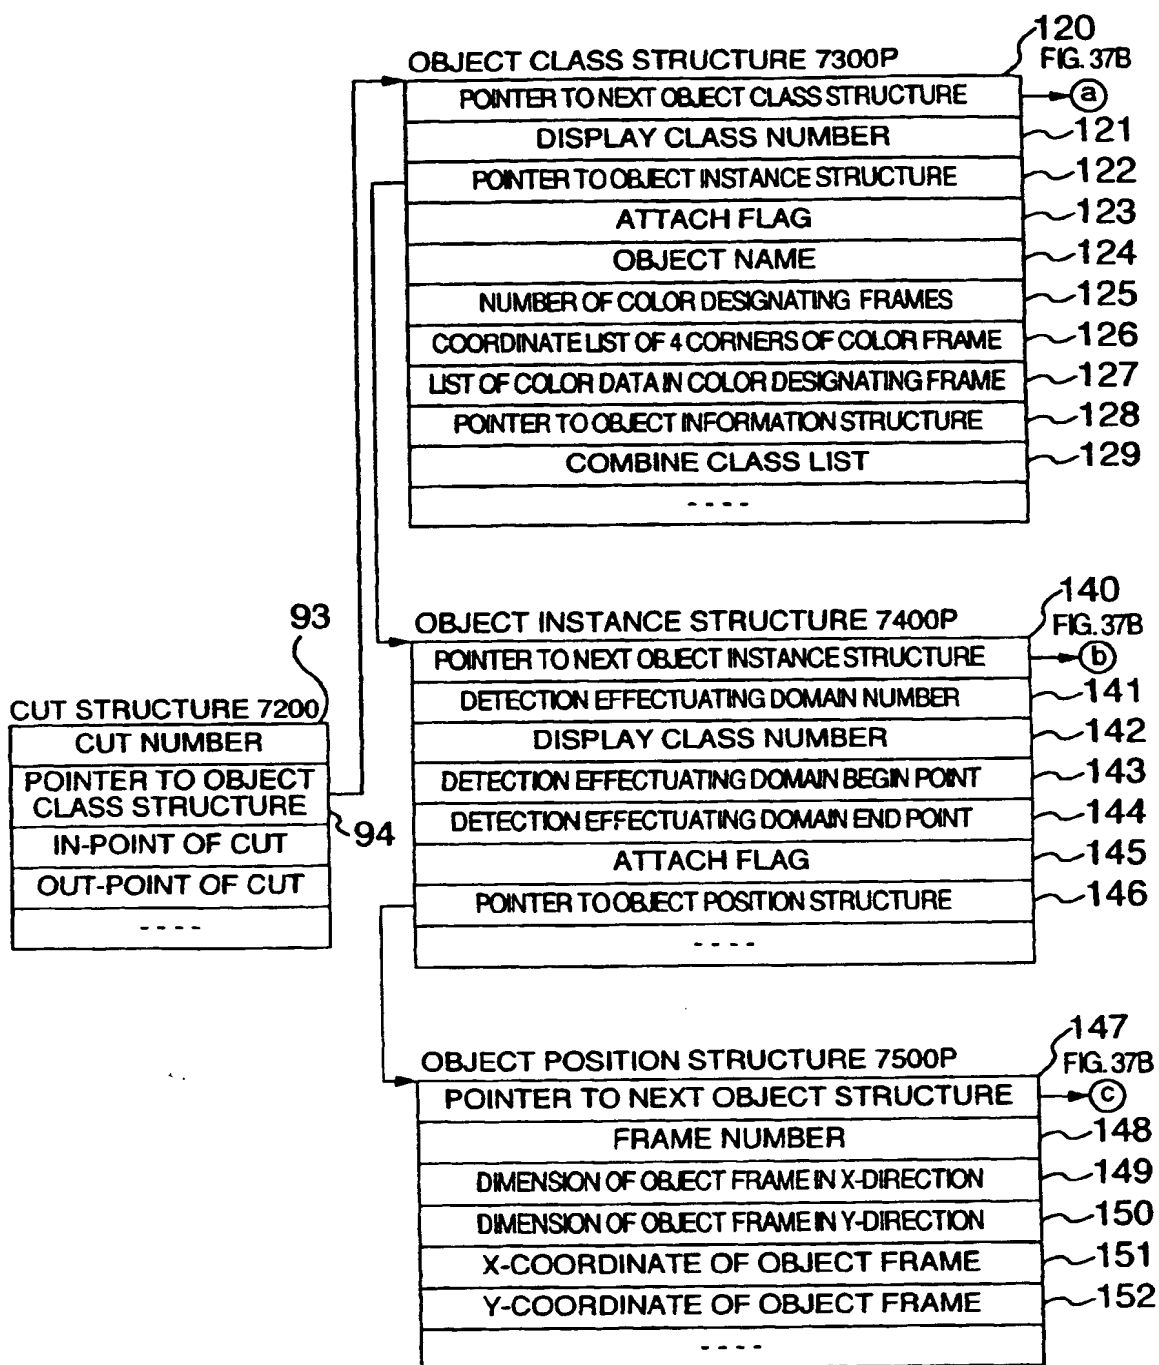 120
OBJECT CLASS STRUCTURE 7300P
FIG. 37B
POINTER TO NEXT OBJECT CLASS STRUCTURE
a
DISPLAY CLASS NUMBER
121
POINTER TO OBJECT INSTANCE STRUCTURE
122
ATTACH FLAG
123
OBJECT NAME
124
NUMBER OF COLOR DESIGNATING FRAMES
125
COORDINATE LIST OF 4 CORNERS OF COLOR FRAME
126
LIST OF COLOR DATA IN COLOR DESIGNATING FRAME
127
POINTER TO OBJECT INFORMATION STRUCTURE
128
COMBINE CLASS LIST
129
- - - -
140
OBJECT INSTANCE STRUCTURE 7400P
FIG. 37B
POINTER TO NEXT OBJECT INSTANCE STRUCTURE
b
DETECTION EFFECTUATING DOMAIN NUMBER
141
DISPLAY CLASS NUMBER
142
DETECTION EFFECTUATING DOMAIN BEGIN POINT
143
DETECTION EFFECTUATING DOMAIN END POINT
144
ATTACH FLAG
145
POINTER TO OBJECT POSITION STRUCTURE
146
- - - -
93
CUT STRUCTURE 7200
CUT NUMBER
POINTER TO OBJECT
CLASS STRUCTURE
94
IN-POINT OF CUT
OUT-POINT OF CUT
- - - -
147
OBJECT POSITION STRUCTURE 7500P
FIG. 37B
POINTER TO NEXT OBJECT STRUCTURE
c
FRAME NUMBER
148
DIMENSION OF OBJECT FRAME IN X-DIRECTION
149
DIMENSION OF OBJECT FRAME IN Y-DIRECTION
150
X-COORDINATE OF OBJECT FRAME
151
Y-COORDINATE OF OBJECT FRAME
152
- - - -